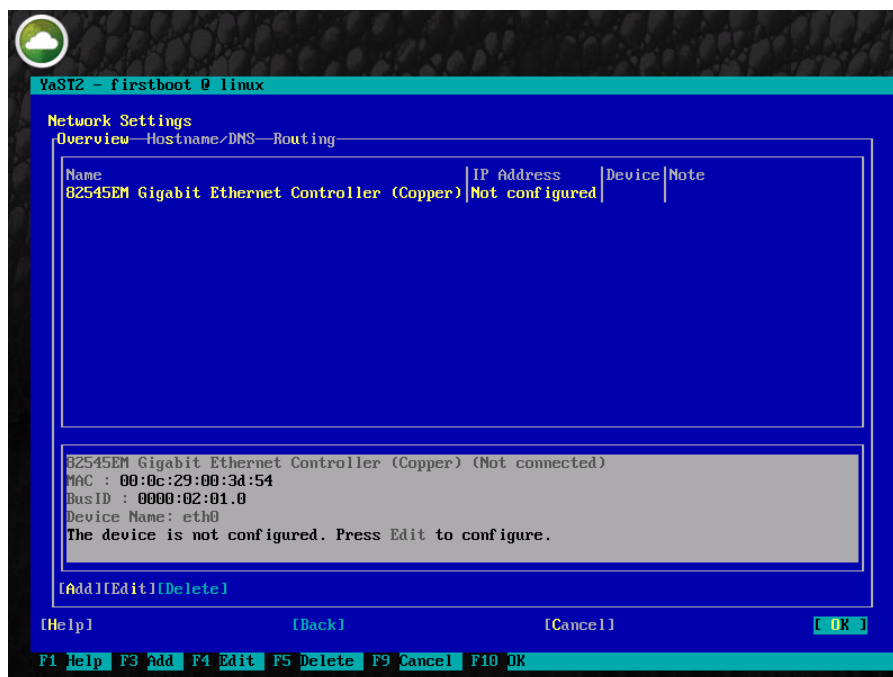 YaST2 - firstboot @ linux
Network Settings
Overview Hostname/DNS Routing
Name IP Address Device Note
82545EM Gigabit Ethernet Controller (Copper) Not configured
82545EM Gigabit Ethernet Controller (Copper) (Not connected)
MAC : 00:0c:29:00:3d:54
BusID : 0000:02:01.0
Device Name: eth0
The device is not configured. Press Edit to configure.
[Add][Edit][Delete]
[Help] [Back] [Cancel] [ OK ]
F1 Help F3 Add F4 Edit F5 Delete F9 Cancel F10 OK